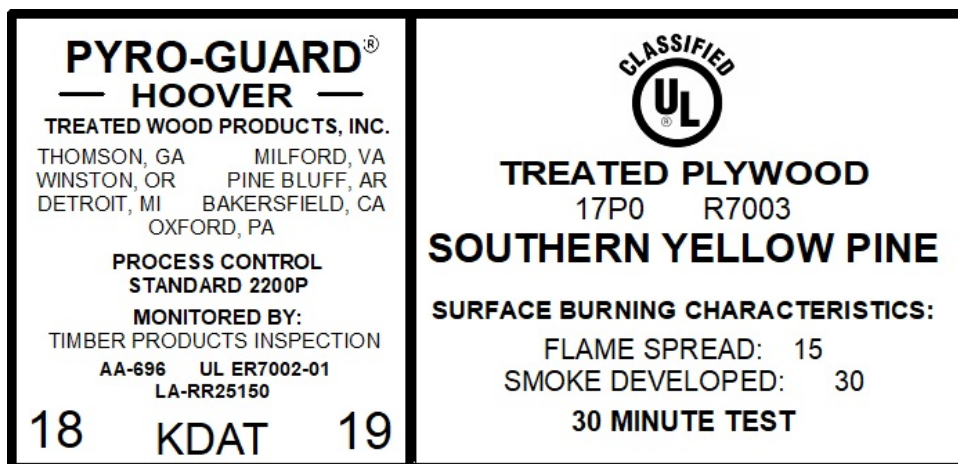 PYRO-GUARD®
HOOVER
TREATED WOOD PRODUCTS, INC.
THOMSON, GA MILFORD, VA
WINSTON, OR PINE BLUFF, AR
DETROIT, MI BAKERSFIELD, CA
OXFORD, PA
PROCESS CONTROL
STANDARD 2200P
MONITORED BY:
TIMBER PRODUCTS INSPECTION
AA-696 UL ER7002-01
LA-RR25150
18 KDAT 19
CLASSIFIED
UL®
TREATED PLYWOOD
17P0 R7003
SOUTHERN YELLOW PINE
SURFACE BURNING CHARACTERISTICS:
FLAME SPREAD: 15
SMOKE DEVELOPED: 30
30 MINUTE TEST